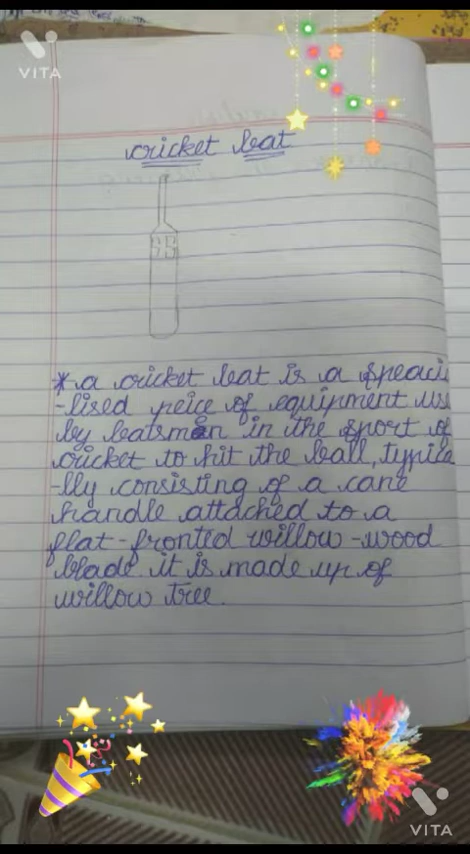 VITA
cricket bat
SS
* a cricket bat is a speaci
-lised peice of equipment us
by batsman in the sport of
cricket to hit the ball, typica
-lly consisting of a cane
handle attached to a
flat-fronted willow-wood
blade. it is made up of
willow tree.
VITA